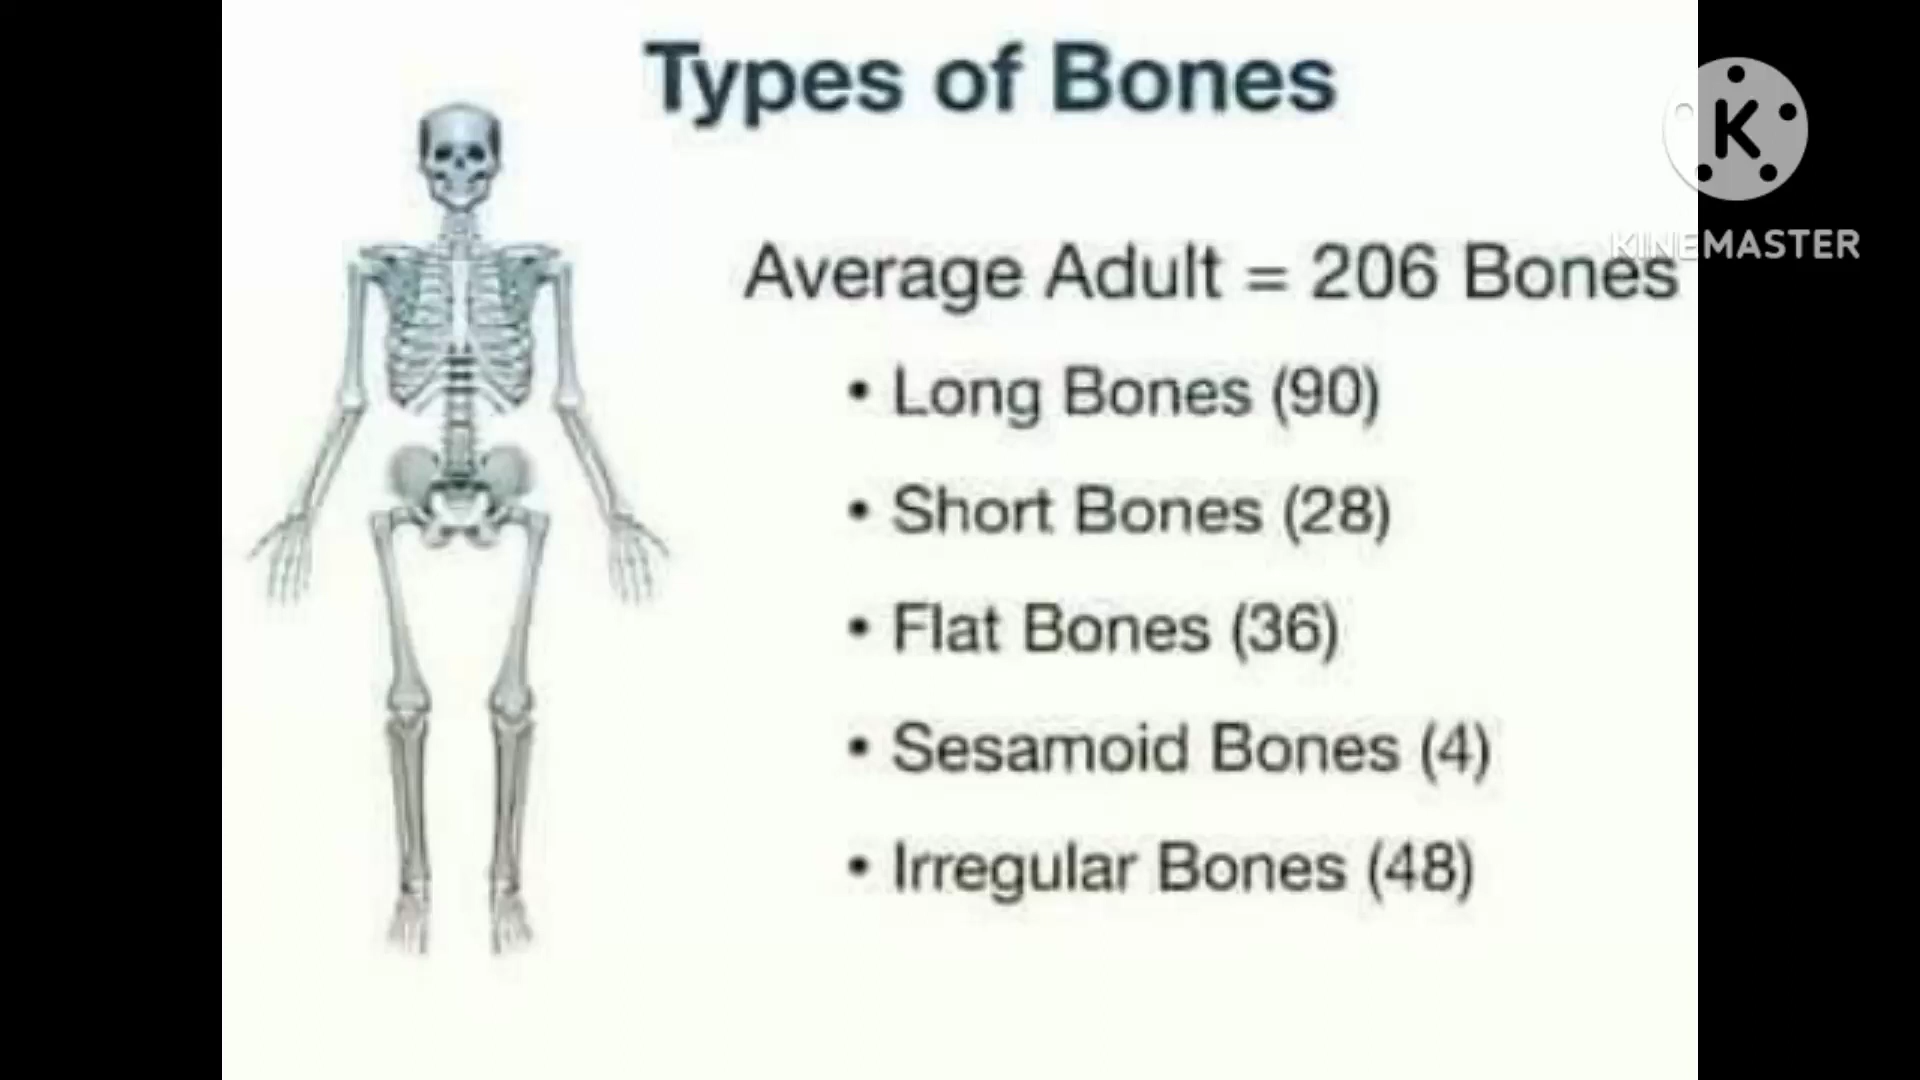 Types of Bones
K
KINEMASTER
Average Adult = 206 Bones
• Long Bones (90)
• Short Bones (28)
• Flat Bones (36)
• Sesamoid Bones (4)
• Irregular Bones (48)